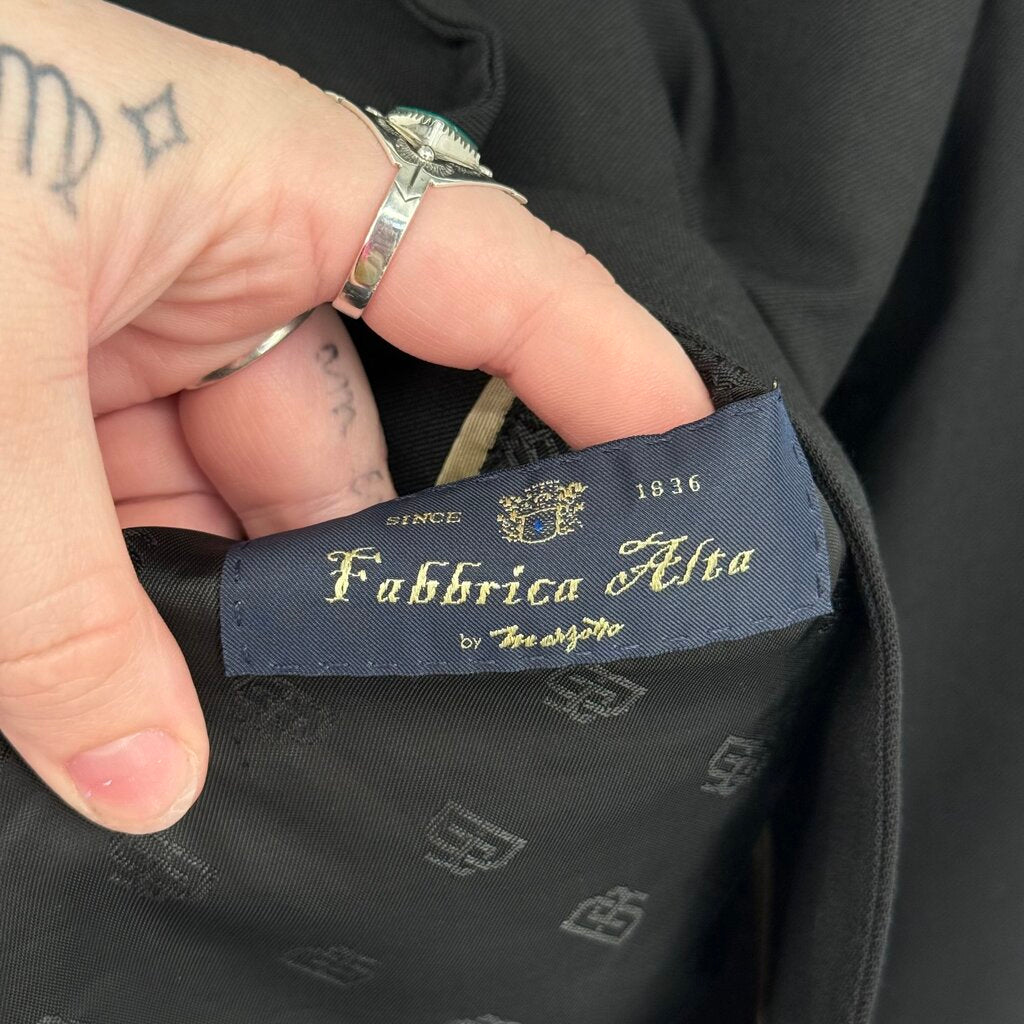 SINCE 1836
Fabbrica Alta
by Marzotto